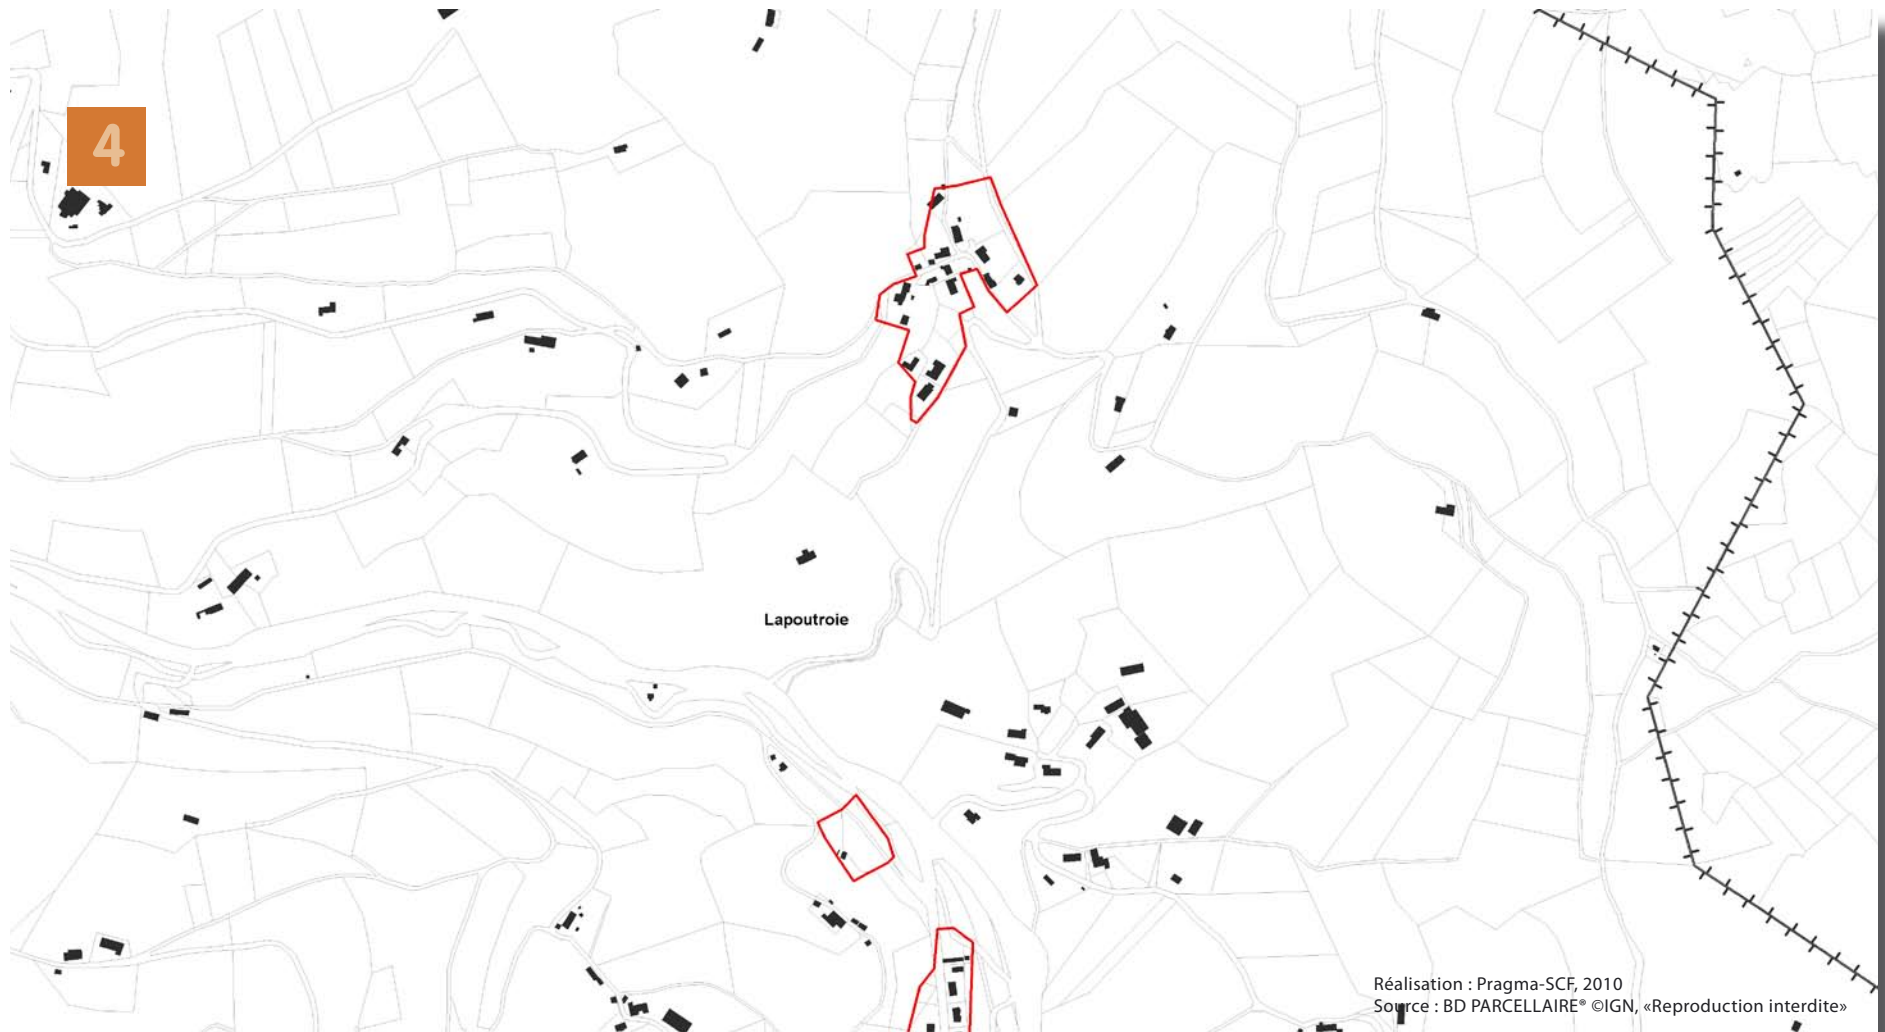 4
Lapoutroie
Réalisation : Pragma-SCF, 2010
Source : BD PARCELLAIRE® ©IGN, «Reproduction interdite»